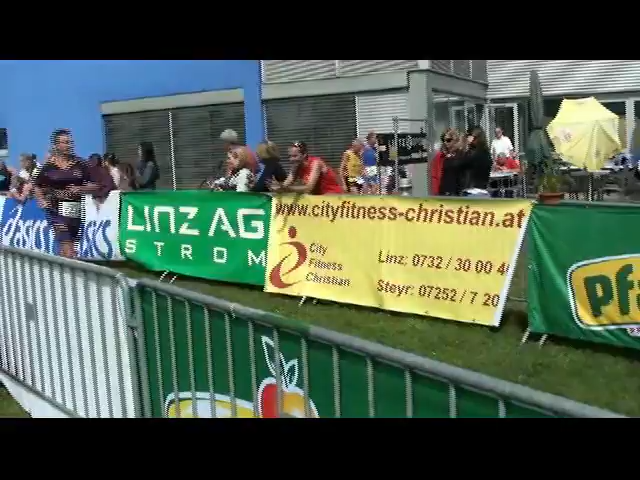 asics
LINZ AG
STROM
www.cityfitness-christian.at
City
Fitness
Christian
Linz: 0732 / 30 00 4
Steyr: 07252 / 7 20
Pf